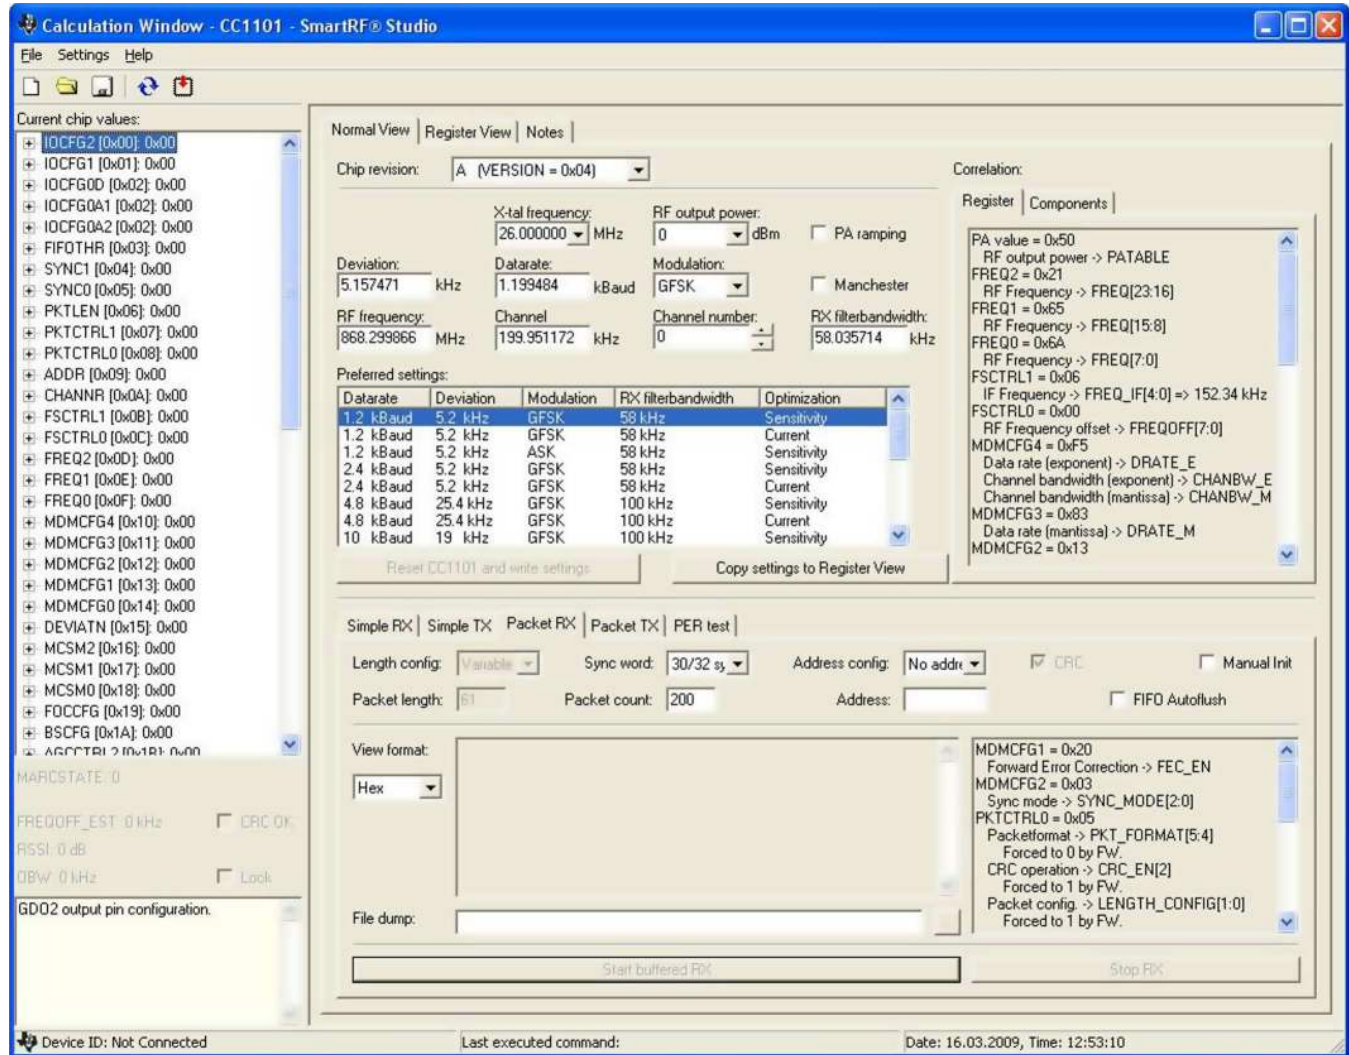 Calculation Window - CC1101 - SmartRF® Studio
File Settings Help
Current chip values:
IOCFG2 [0x00]: 0x00
IOCFG1 [0x01]: 0x00
IOCFG0D [0x02]: 0x00
IOCFG0A1 [0x02]: 0x00
IOCFG0A2 [0x02]: 0x00
FIFOTHR [0x03]: 0x00
SYNC1 [0x04]: 0x00
SYNC0 [0x05]: 0x00
PKTLEN [0x06]: 0x00
PKTCTRL1 [0x07]: 0x00
PKTCTRL0 [0x08]: 0x00
ADDR [0x09]: 0x00
CHANNR [0x0A]: 0x00
FSCTRL1 [0x0B]: 0x00
FSCTRL0 [0x0C]: 0x00
FREQ2 [0x0D]: 0x00
FREQ1 [0x0E]: 0x00
FREQ0 [0x0F]: 0x00
MDMCFG4 [0x10]: 0x00
MDMCFG3 [0x11]: 0x00
MDMCFG2 [0x12]: 0x00
MDMCFG1 [0x13]: 0x00
MDMCFG0 [0x14]: 0x00
DEVIATN [0x15]: 0x00
MCSM2 [0x16]: 0x00
MCSM1 [0x17]: 0x00
MCSM0 [0x18]: 0x00
FOCCFG [0x19]: 0x00
BSCFG [0x1A]: 0x00
AGCCTRL2 [0x1B]: 0x00
MARCSTATE: 0
FREQOFF_EST: 0 kHz CRC OK
RSSI: 0 dB
OBW: 0 kHz Lock
GDO2 output pin configuration.
Normal View Register View Notes
Chip revision: A (VERSION = 0x04)
X-tal frequency: RF output power:
26.000000 MHz 0 dBm PA ramping
Deviation: Datarate: Modulation:
5.157471 kHz 1.199484 kBaud GFSK Manchester
RF frequency: Channel Channel number: RX filterbandwidth:
868.299866 MHz 199.951172 kHz 0 58.035714 kHz
Preferred settings:
Datarate Deviation Modulation RX filterbandwidth Optimization
1.2 kBaud 5.2 kHz GFSK 58 kHz Sensitivity
1.2 kBaud 5.2 kHz GFSK 58 kHz Current
1.2 kBaud 5.2 kHz ASK 58 kHz Sensitivity
2.4 kBaud 5.2 kHz GFSK 58 kHz Sensitivity
2.4 kBaud 5.2 kHz GFSK 58 kHz Current
4.8 kBaud 25.4 kHz GFSK 100 kHz Sensitivity
4.8 kBaud 25.4 kHz GFSK 100 kHz Current
10 kBaud 19 kHz GFSK 100 kHz Sensitivity
Reset CC1101 and write settings Copy settings to Register View
Correlation:
Register Components
PA value = 0x50
RF output power -> PATABLE
FREQ2 = 0x21
RF Frequency -> FREQ[23:16]
FREQ1 = 0x65
RF Frequency -> FREQ[15:8]
FREQ0 = 0x6A
RF Frequency -> FREQ[7:0]
FSCTRL1 = 0x06
IF Frequency -> FREQ_IF[4:0] => 152.34 kHz
FSCTRL0 = 0x00
RF Frequency offset -> FREQOFF[7:0]
MDMCFG4 = 0xF5
Data rate (exponent) -> DRATE_E
Channel bandwidth (exponent) -> CHANBW_E
Channel bandwidth (mantissa) -> CHANBW_M
MDMCFG3 = 0x83
Data rate (mantissa) -> DRATE_M
MDMCFG2 = 0x13
Simple RX Simple TX Packet RX Packet TX PER test
Length config: Variable Sync word: 30/32 sy Address config: No addre CRC Manual Init
Packet length: 61 Packet count: 200 Address: FIFO Autoflush
View format:
Hex
File dump:
MDMCFG1 = 0x20
Forward Error Correction -> FEC_EN
MDMCFG2 = 0x03
Sync mode -> SYNC_MODE[2:0]
PKTCTRL0 = 0x05
Packetformat -> PKT_FORMAT[5:4]
Forced to 0 by FW.
CRC operation -> CRC_EN[2]
Forced to 1 by FW.
Packet config. -> LENGTH_CONFIG[1:0]
Forced to 1 by FW.
Start buffered RX Stop RX
Device ID: Not Connected Last executed command: Date: 16.03.2009, Time: 12:53:10